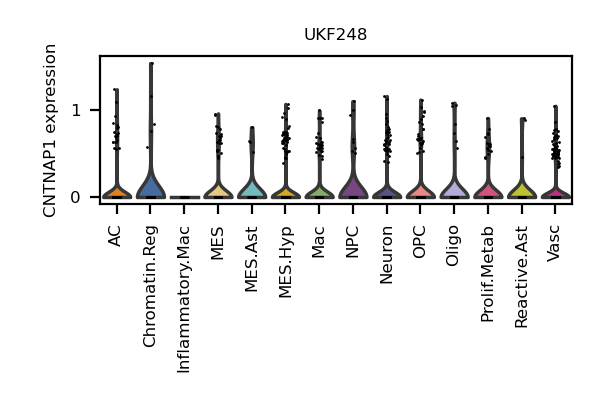 UKF248
CNTNAP1 expression
1
0
AC
Chromatin.Reg
Inflammatory.Mac
MES
MES.Ast
MES.Hyp
Mac
NPC
Neuron
OPC
Oligo
Prolif.Metab
Reactive.Ast
Vasc